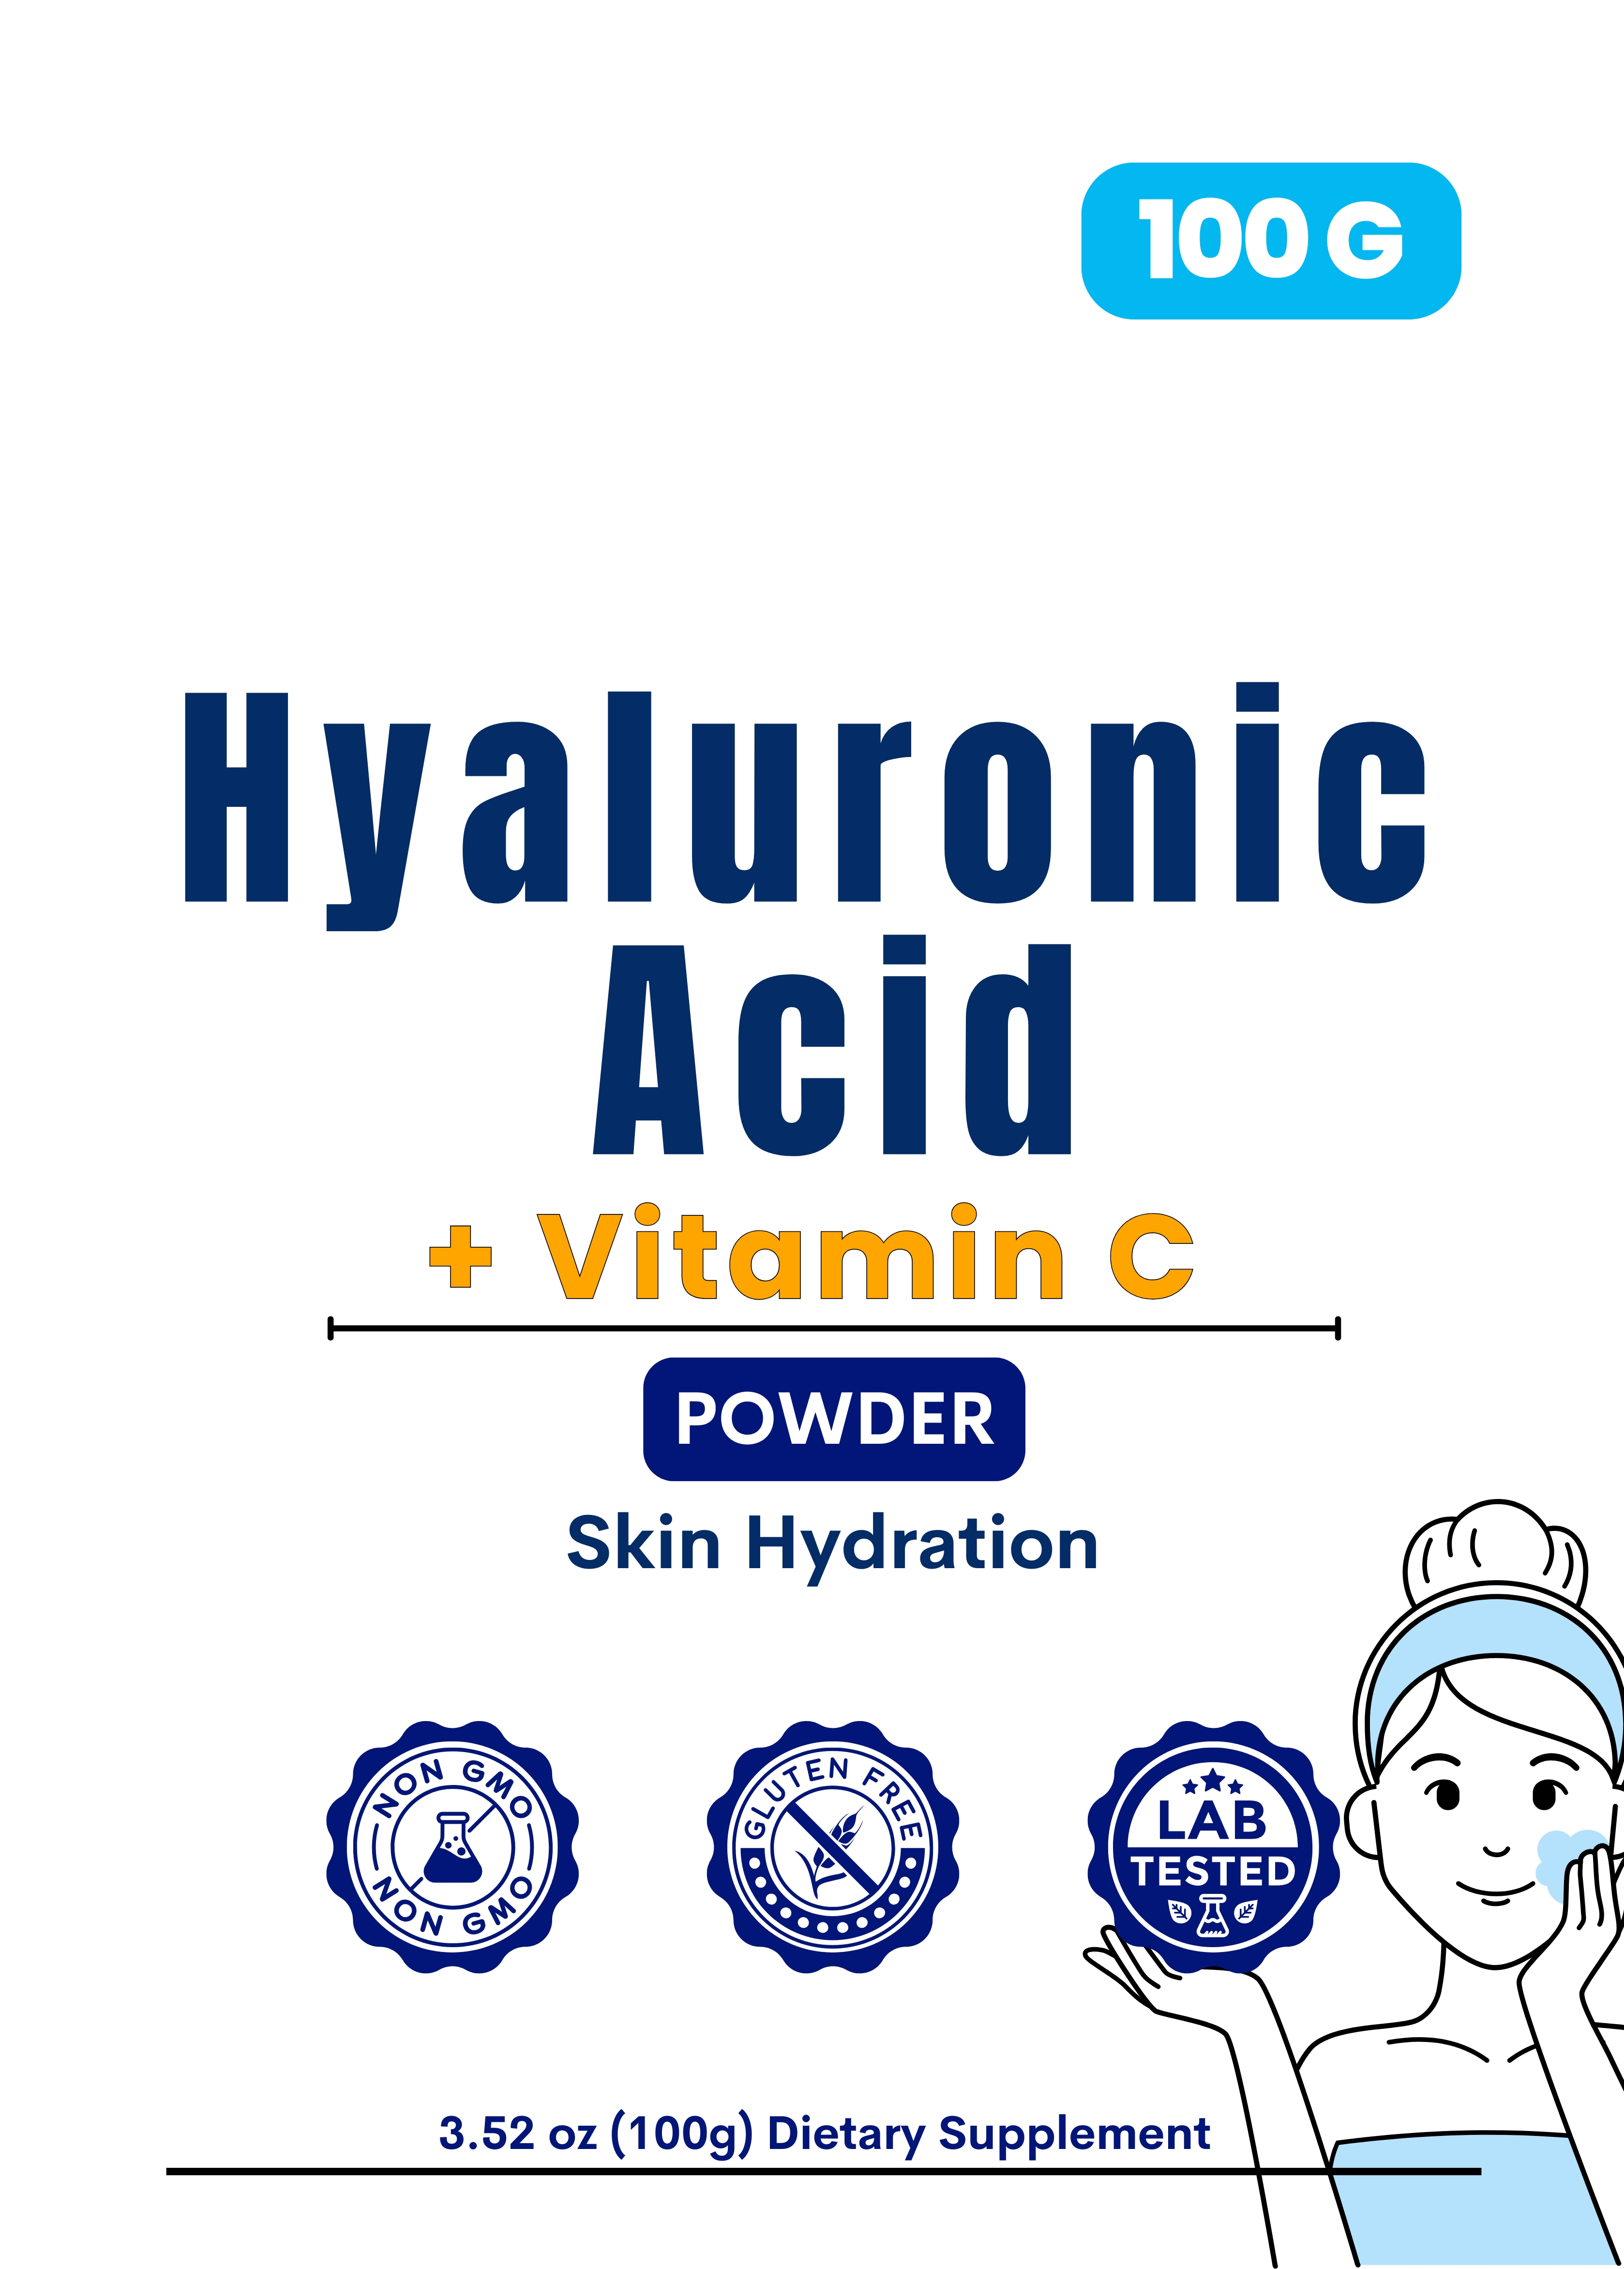 100 G
Hyaluronic
Acid
+ Vitamin C
POWDER
Skin Hydration
NON GMO
NON GMO
GLUTEN FREE
LAB
TESTED
3.52 oz (100g) Dietary Supplement